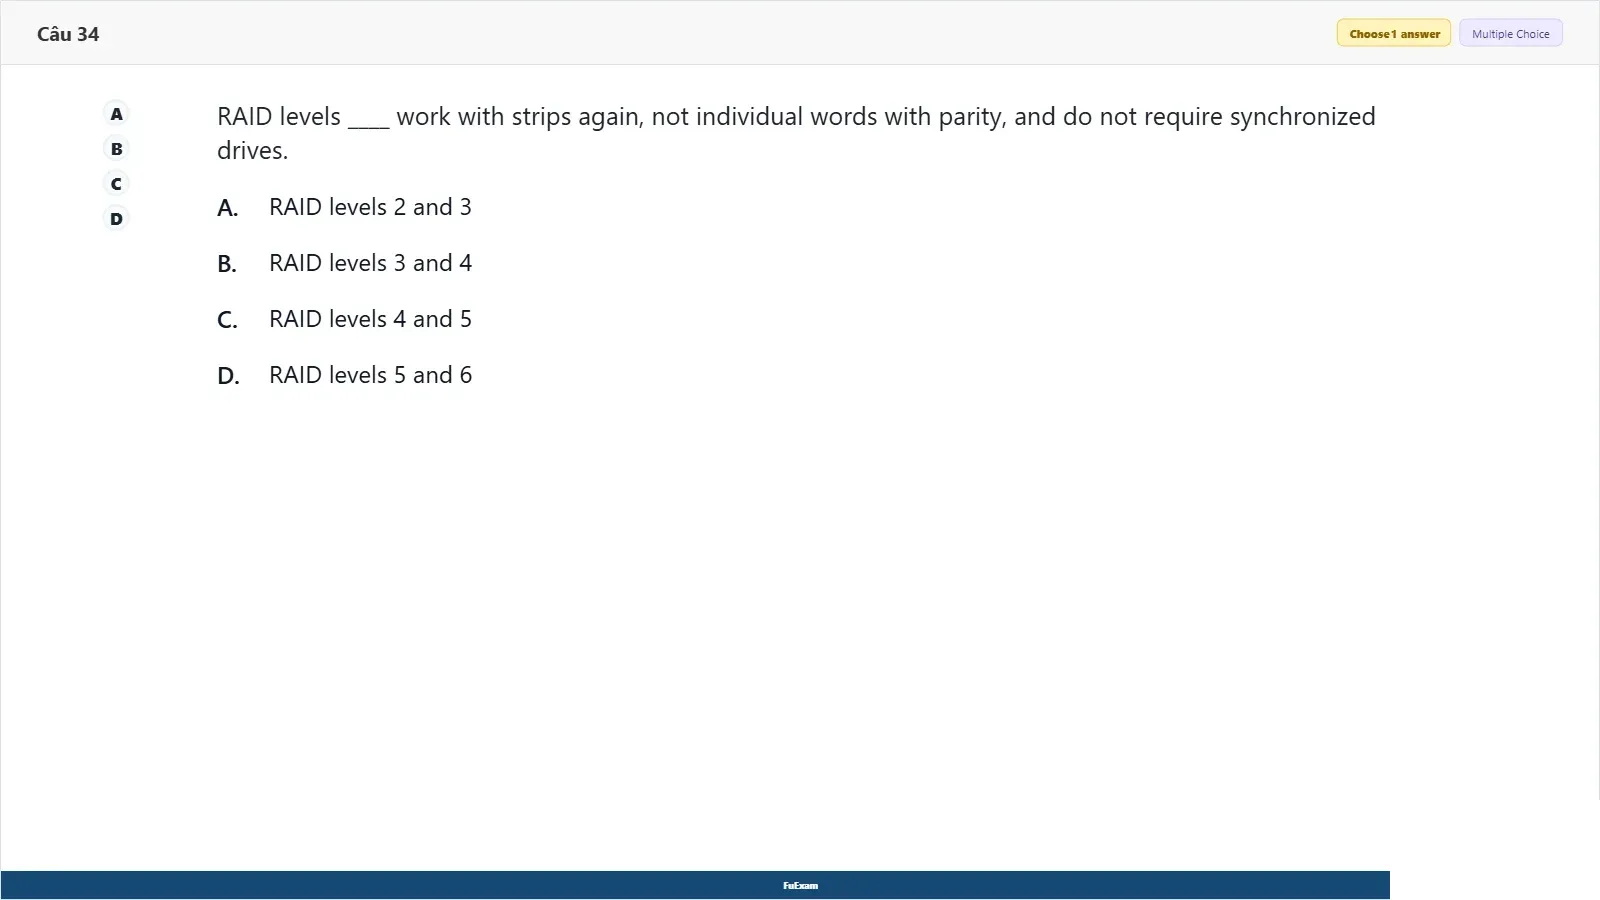 Câu 34
Choose1 answer
Multiple Choice
A
B
C
D
RAID levels ____ work with strips again, not individual words with parity, and do not require synchronized
drives.
A. RAID levels 2 and 3
B. RAID levels 3 and 4
C. RAID levels 4 and 5
D. RAID levels 5 and 6
FuExam